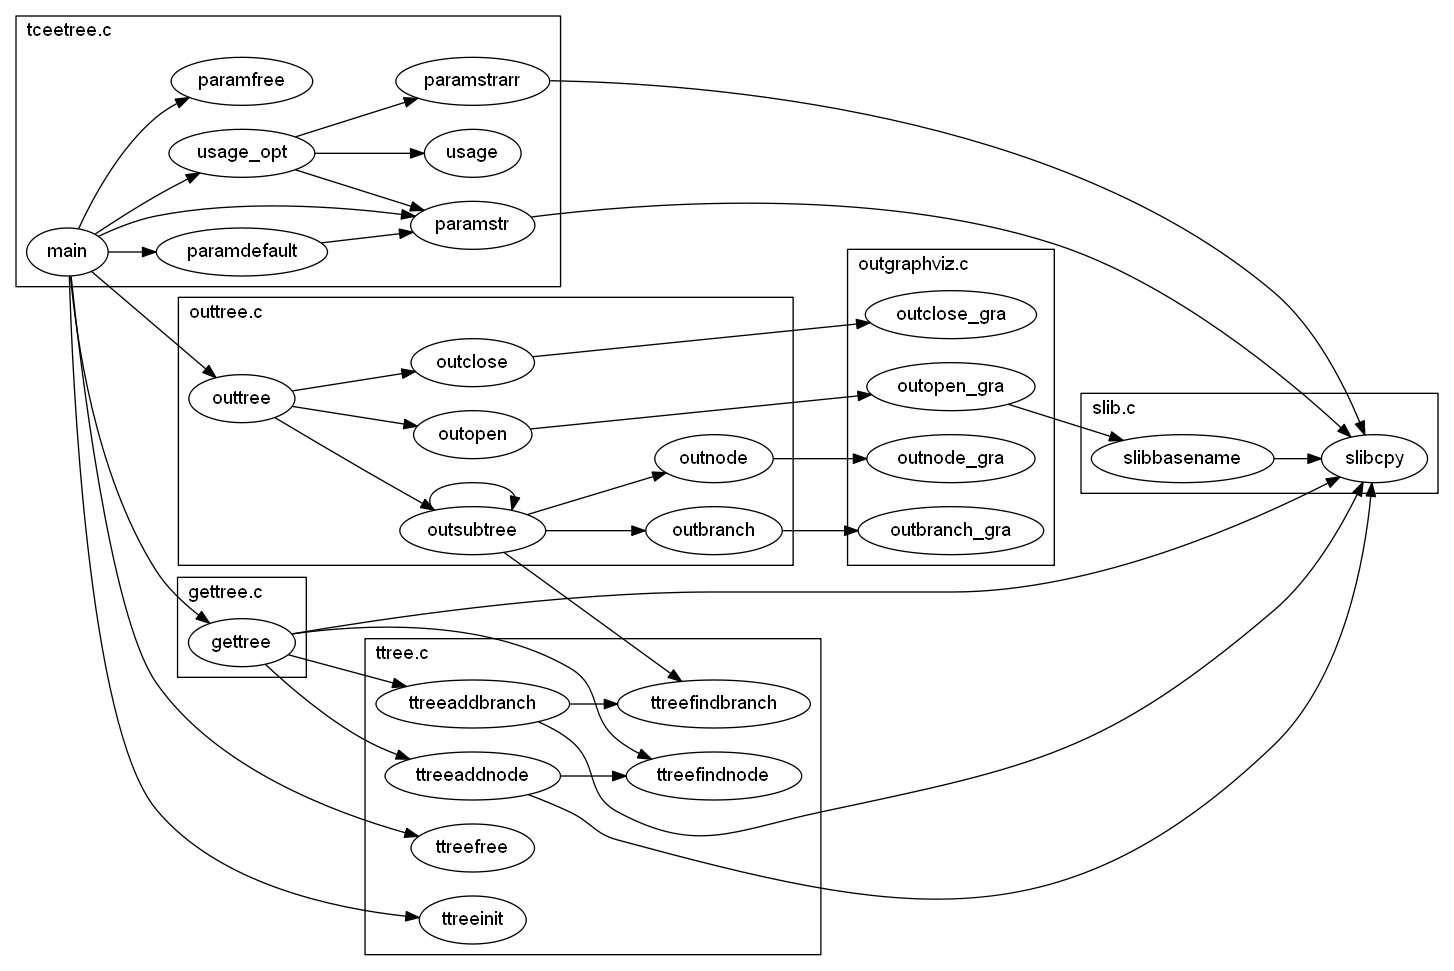 tceetree.c
paramfree
paramstrarr
usage_opt
usage
paramstr
main
paramdefault
outtree.c
outclose
outtree
outopen
outnode
outsubtree
outbranch
outgraphviz.c
outclose_gra
outopen_gra
outnode_gra
outbranch_gra
slib.c
slibbasename
slibcpy
gettree.c
gettree
ttree.c
ttreeaddbranch
ttreefindbranch
ttreeaddnode
ttreefindnode
ttreefree
ttreeinit